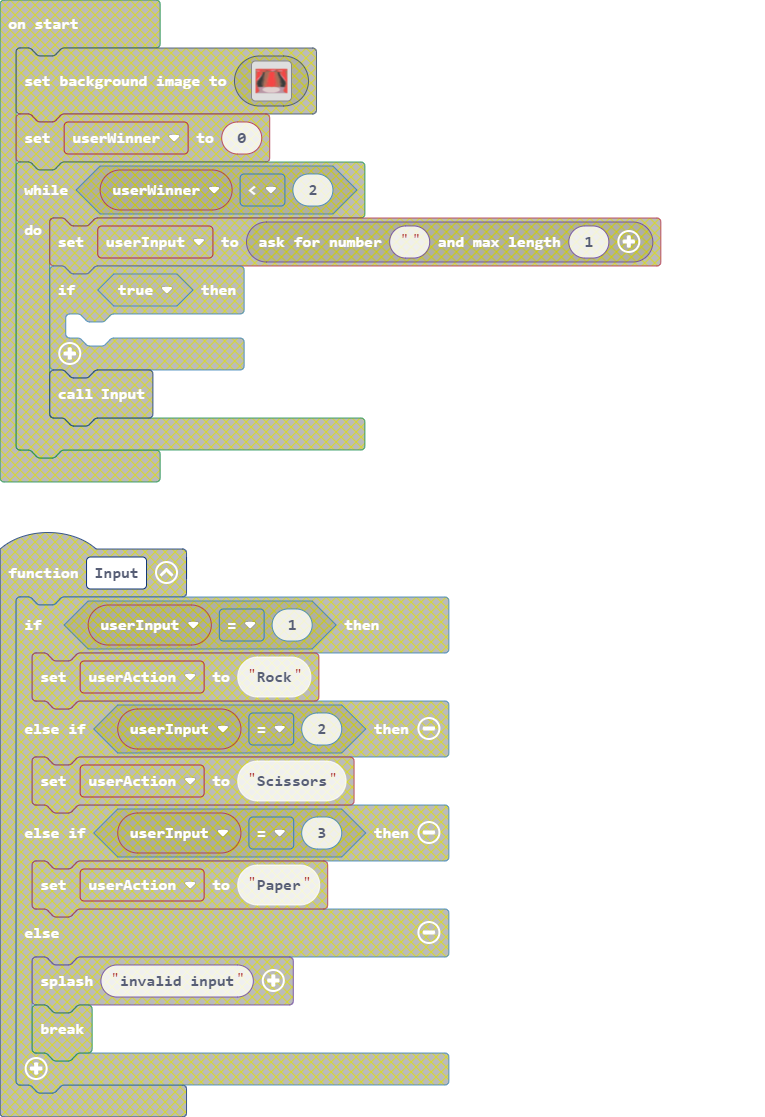 on start
set background image to
set userWinner to 0
while userWinner < 2
do
set userInput to ask for number " " and max length 1
if true then
call Input
function Input
if userInput = 1 then
set userAction to "Rock"
else if userInput = 2 then
set userAction to "Scissors"
else if userInput = 3 then
set userAction to "Paper"
else
splash "invalid input"
break